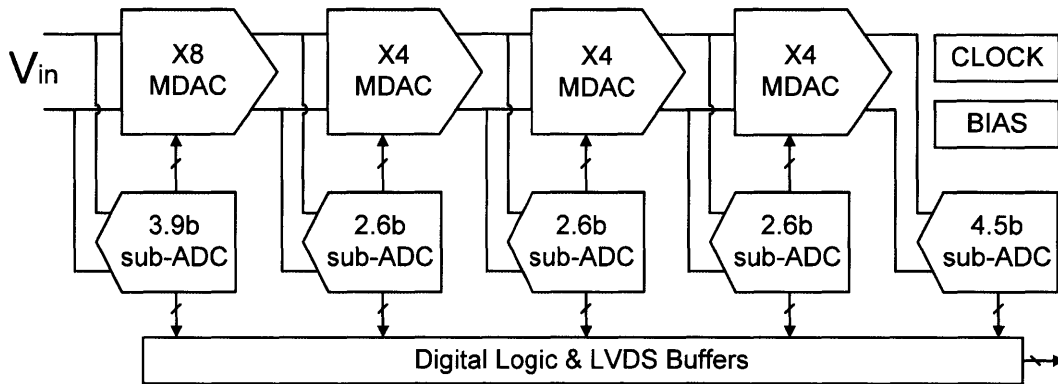 Vin
X8
MDAC
X4
MDAC
X4
MDAC
X4
MDAC
CLOCK
BIAS
3.9b
sub-ADC
2.6b
sub-ADC
2.6b
sub-ADC
2.6b
sub-ADC
4.5b
sub-ADC
Digital Logic & LVDS Buffers